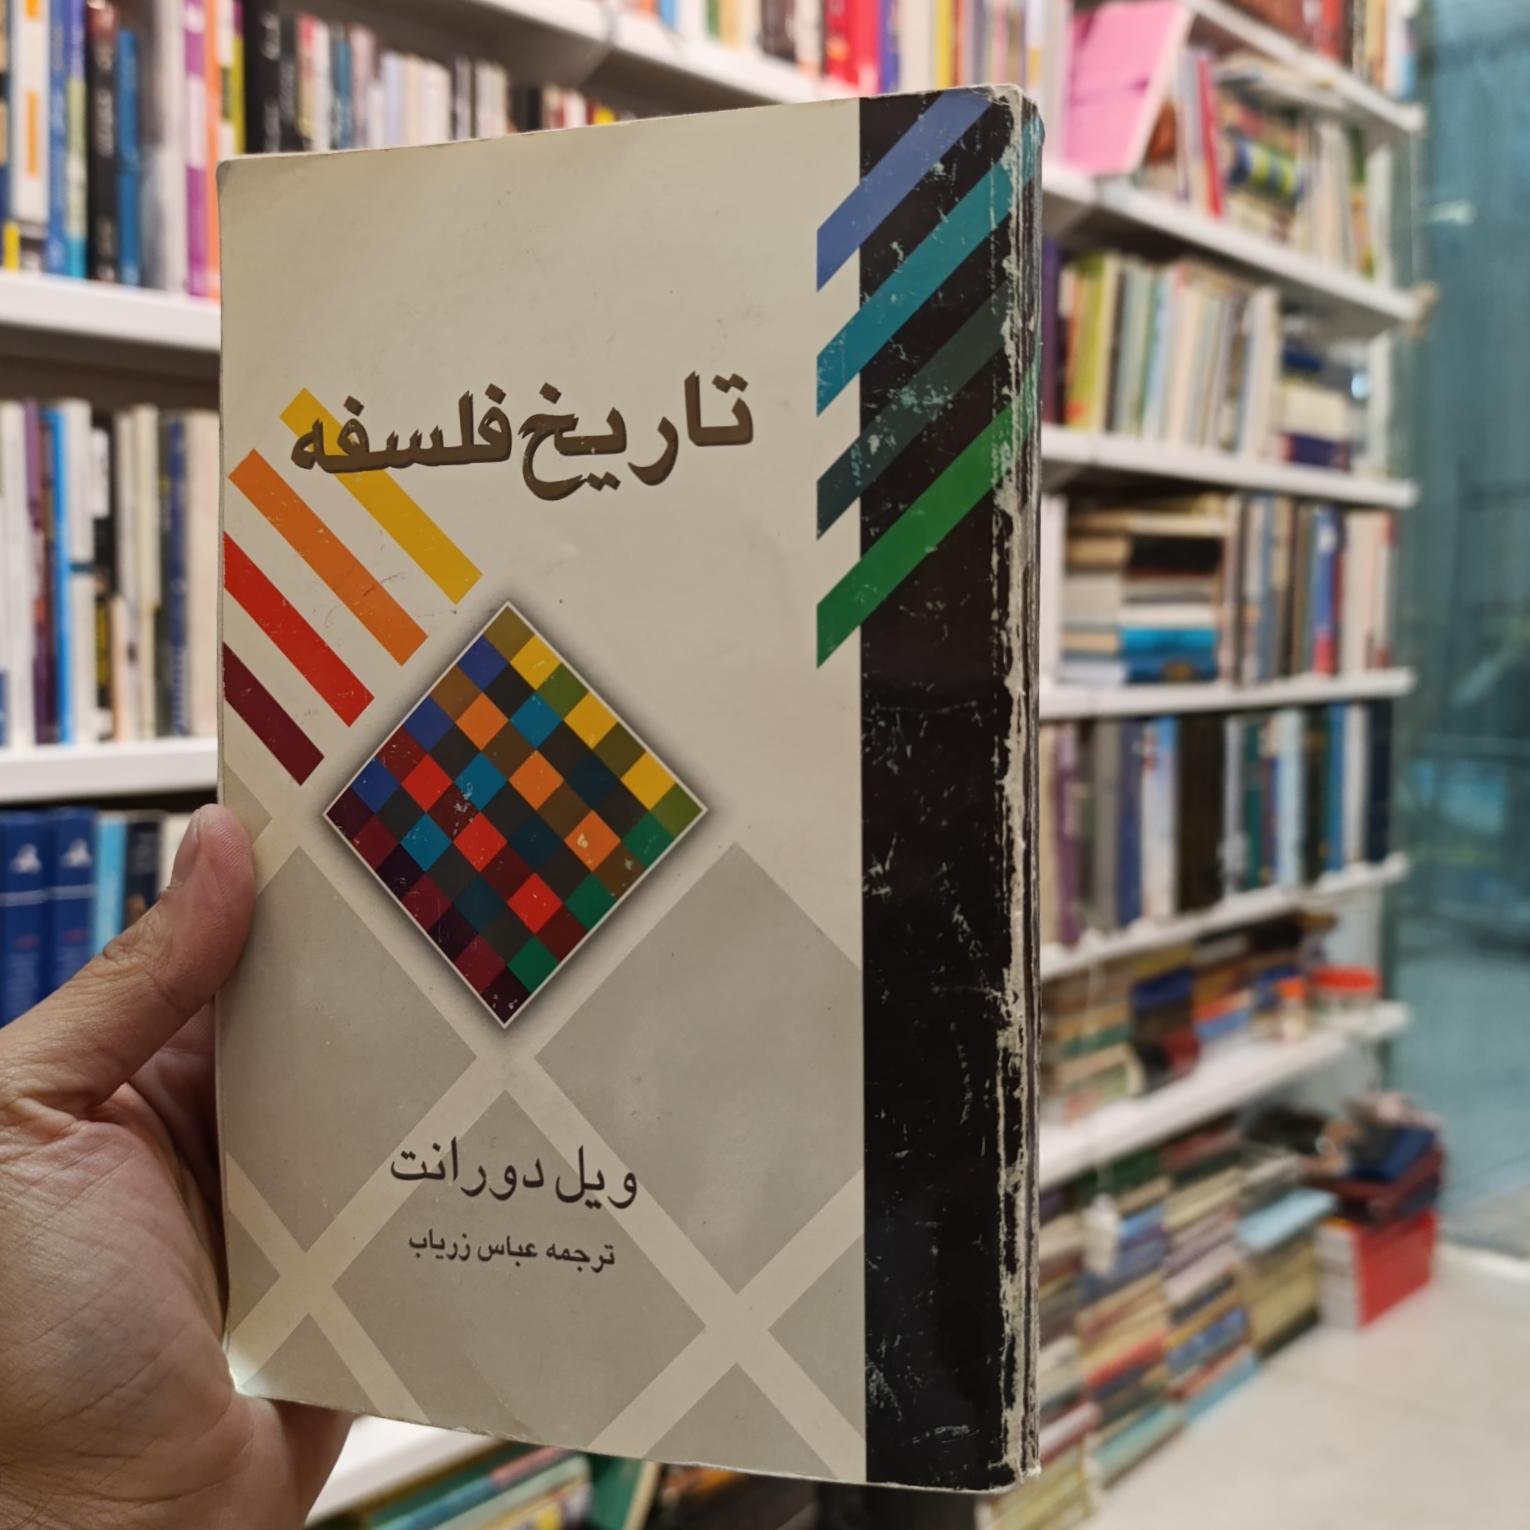 تاریخ فلسفه
ویل دورانت
ترجمه عباس زریاب